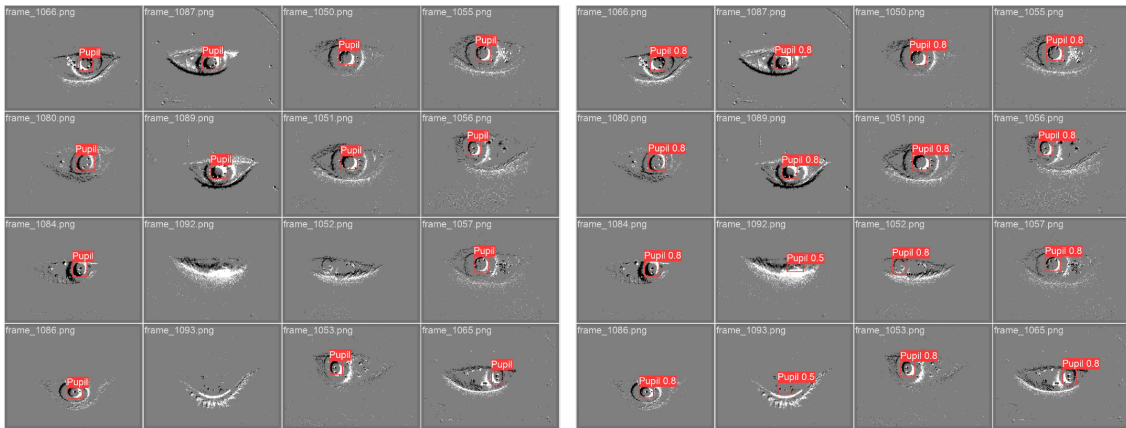 frame_1066.png frame_1087.png frame_1050.png frame_1055.png
Pupil Pupil Pupil Pupil
frame_1080.png frame_1089.png frame_1051.png frame_1056.png
Pupil Pupil Pupil Pupil
frame_1084.png frame_1092.png frame_1052.png frame_1057.png
Pupil Pupil
frame_1086.png frame_1093.png frame_1053.png frame_1065.png
Pupil Pupil Pupil
frame_1066.png frame_1087.png frame_1050.png frame_1055.png
Pupil 0.8 Pupil 0.8 Pupil 0.8 Pupil 0.8
frame_1080.png frame_1089.png frame_1051.png frame_1056.png
Pupil 0.8 Pupil 0.8 Pupil 0.8 Pupil 0.8
frame_1084.png frame_1092.png frame_1052.png frame_1057.png
Pupil 0.8 Pupil 0.5 Pupil 0.8 Pupil 0.8
frame_1086.png frame_1093.png frame_1053.png frame_1065.png
Pupil 0.8 Pupil 0.5 Pupil 0.8 Pupil 0.8